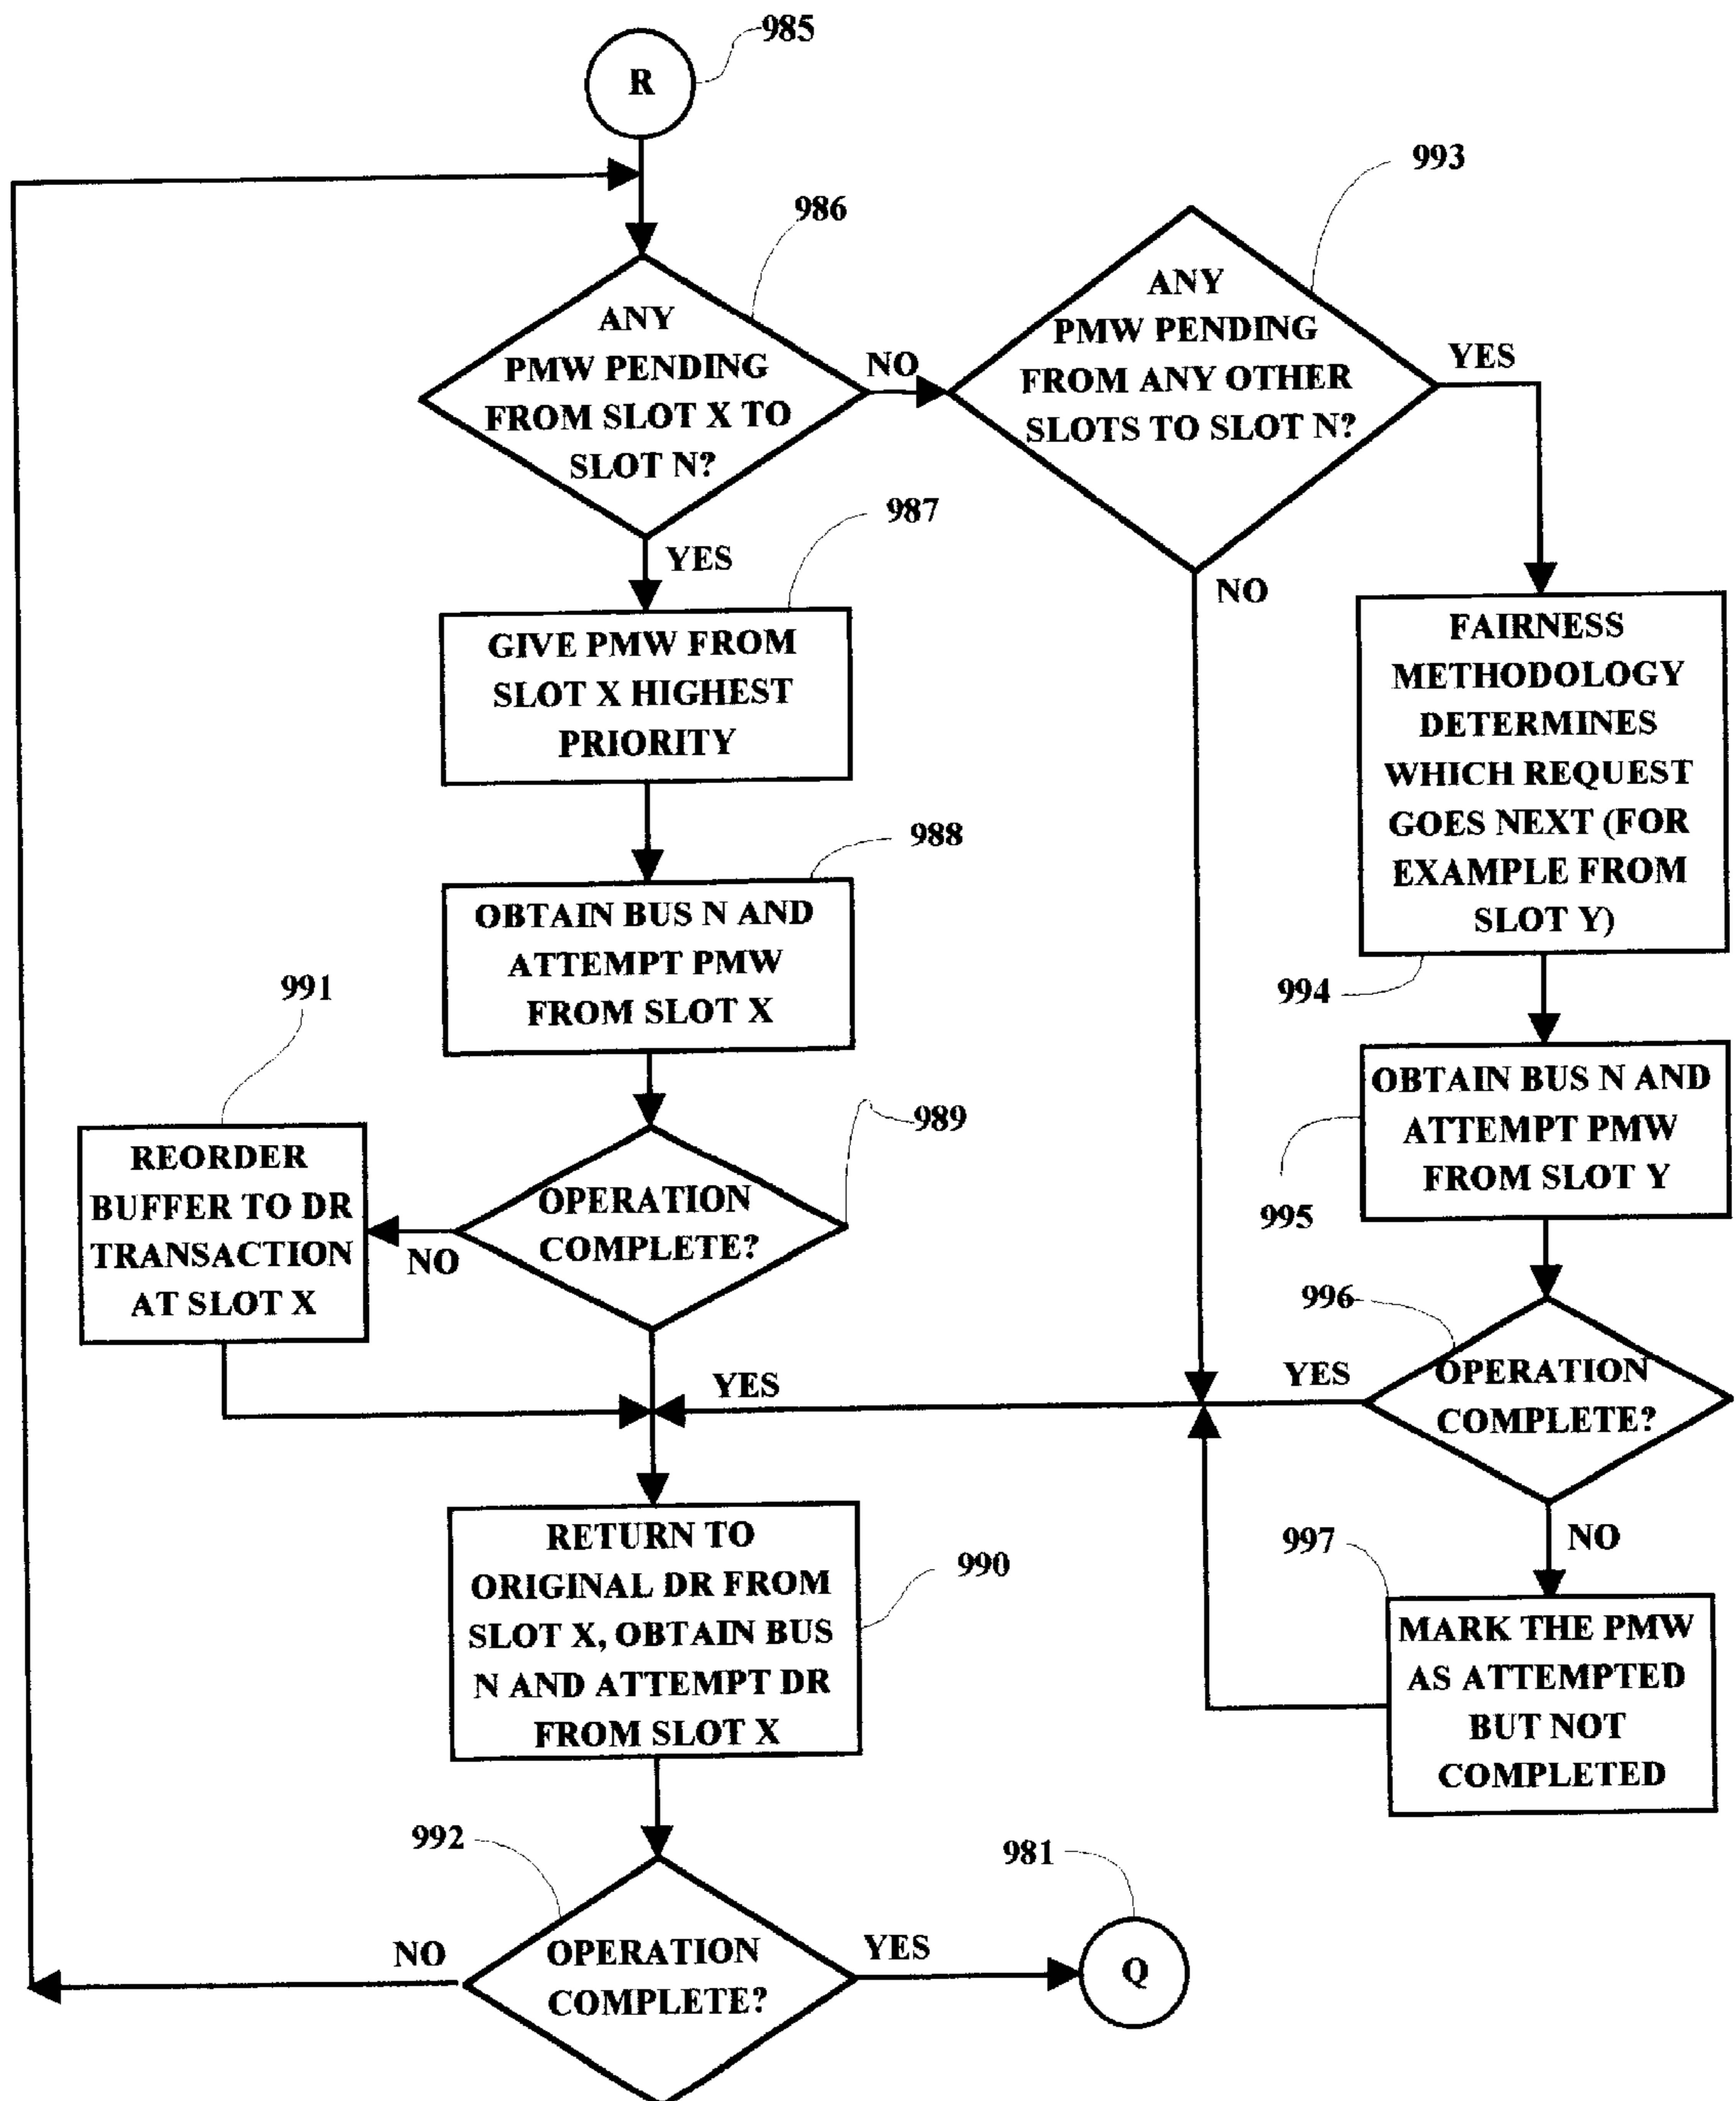 985
R
986
ANY
PMW PENDING
FROM SLOT X TO
SLOT N?
NO
YES
993
ANY
PMW PENDING
FROM ANY OTHER
SLOTS TO SLOT N?
YES
NO
987
GIVE PMW FROM
SLOT X HIGHEST
PRIORITY
FAIRNESS
METHODOLOGY
DETERMINES
WHICH REQUEST
GOES NEXT (FOR
EXAMPLE FROM
SLOT Y)
994
988
OBTAIN BUS N AND
ATTEMPT PMW
FROM SLOT X
OBTAIN BUS N AND
ATTEMPT PMW
FROM SLOT Y
995
991
REORDER
BUFFER TO DR
TRANSACTION
AT SLOT X
989
OPERATION
COMPLETE?
NO
YES
996
OPERATION
COMPLETE?
YES
NO
997
MARK THE PMW
AS ATTEMPTED
BUT NOT
COMPLETED
990
RETURN TO
ORIGINAL DR FROM
SLOT X, OBTAIN BUS
N AND ATTEMPT DR
FROM SLOT X
992
OPERATION
COMPLETE?
NO
YES
981
Q